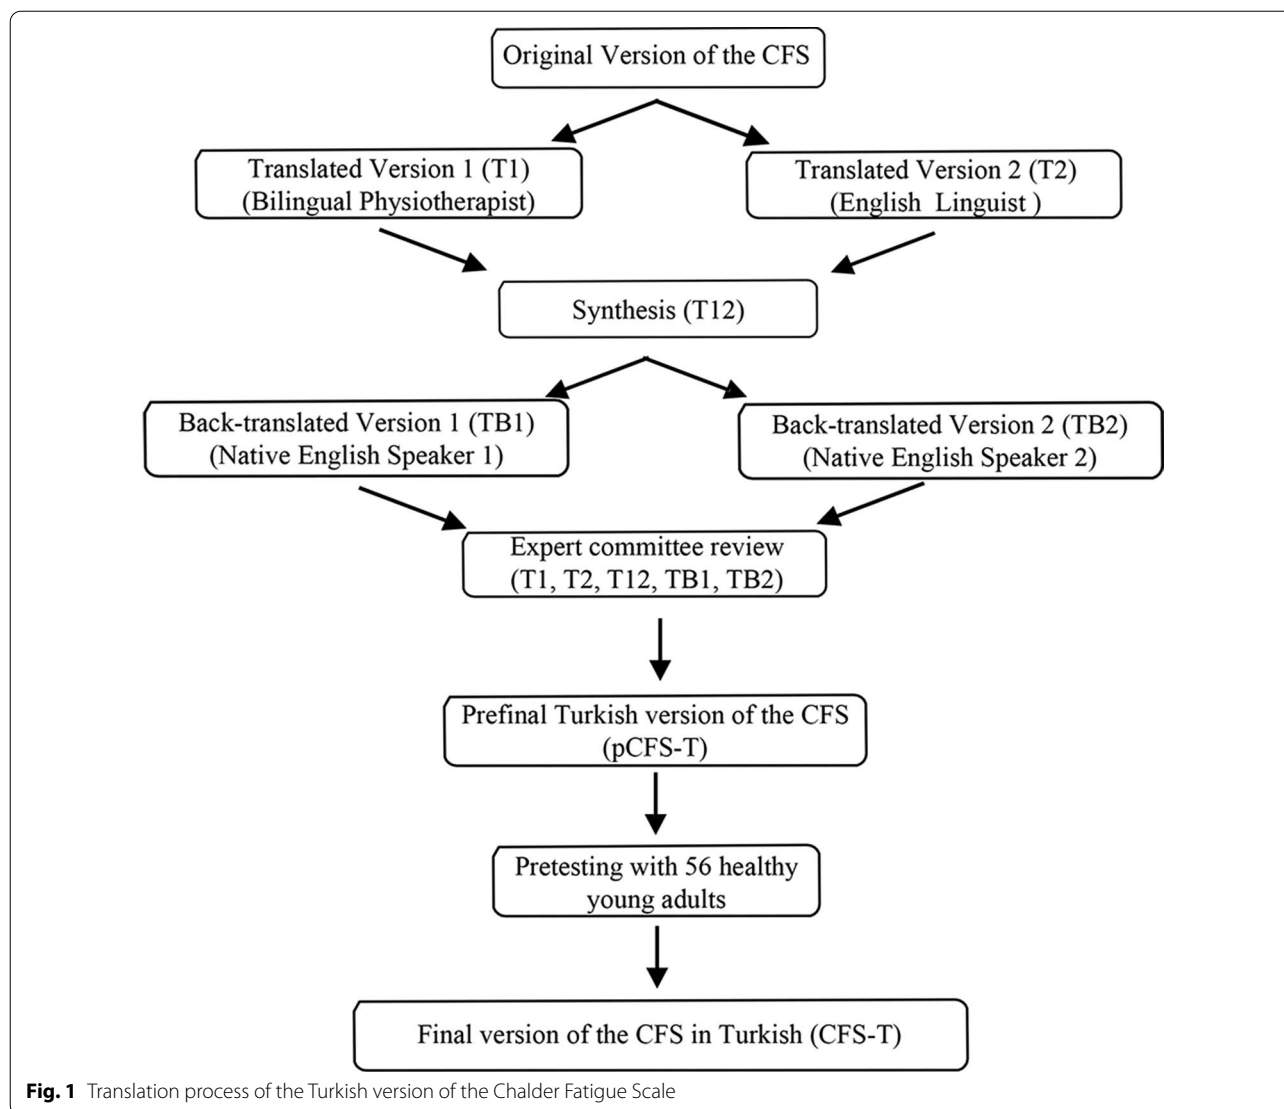 Original Version of the CFS
Translated Version 1 (T1)
(Bilingual Physiotherapist)
Translated Version 2 (T2)
(English Linguist )
Synthesis (T12)
Back-translated Version 1 (TB1)
(Native English Speaker 1)
Back-translated Version 2 (TB2)
(Native English Speaker 2)
Expert committee review
(T1, T2, T12, TB1, TB2)
Prefinal Turkish version of the CFS
(pCFS-T)
Pretesting with 56 healthy
young adults
Final version of the CFS in Turkish (CFS-T)
Fig. 1 Translation process of the Turkish version of the Chalder Fatigue Scale